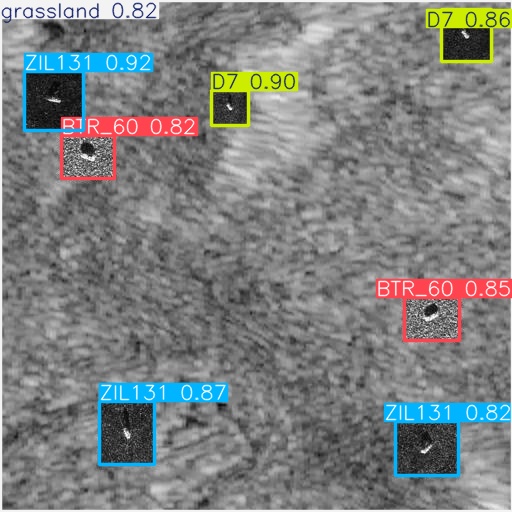 grassland 0.82
D7 0.86
ZIL131 0.92
D7 0.90
BTR_60 0.82
BTR_60 0.85
ZIL131 0.87
ZIL131 0.82